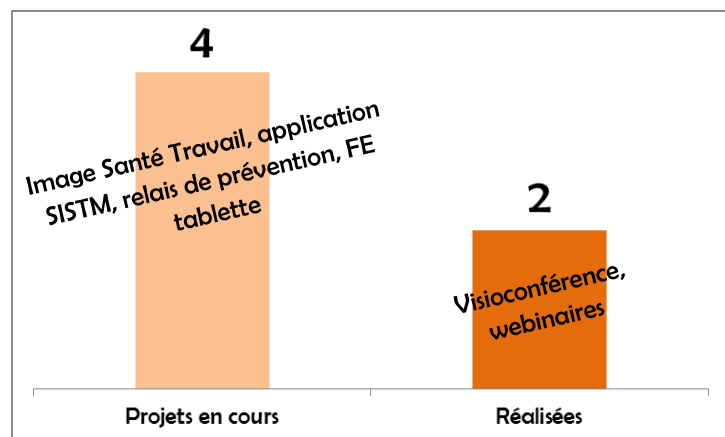 4
Image Santé Travail, application
SISTM, relais de prévention, FE
tablette
2
Visioconférence,
webinaires
Projets en cours
Réalisées